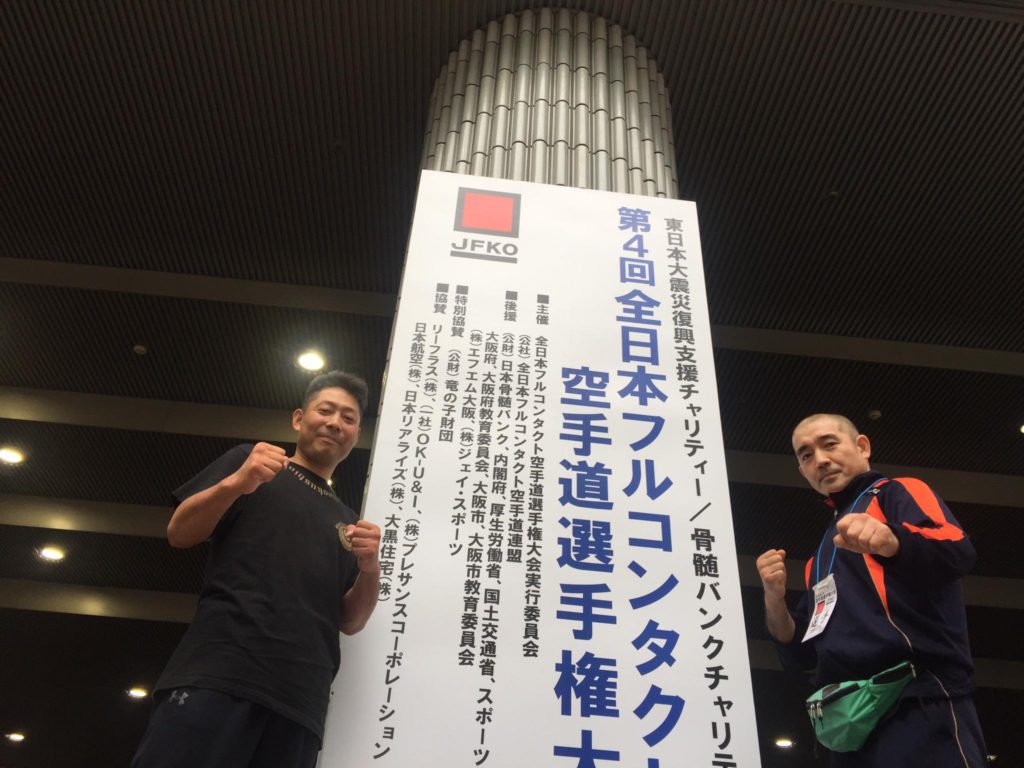 東日本大震災復興支援チャリティー/骨髄バンクチャリテ
第4回全日本フルコンタクト
空手道選手権大
JFKO
■主催 全日本フルコンタクト空手道選手権大会実行委員会
(公社)全日本フルコンタクト空手道連盟
■後援 (公財)日本骨髄バンク、内閣府、厚生労働省、国土交通省、スポーツ
大阪府、大阪府教育委員会、大阪市、大阪市教育委員会
(株)エフエム大阪、(株)ジェイ・スポーツ
■特別協賛 (公財)竜の子財団
■協賛 リーフラス(株)、(一社)OKーU&I、(株)プレサンスコーポレーション
日本航空(株)、日本リアライズ(株)、大黒住宅(株)